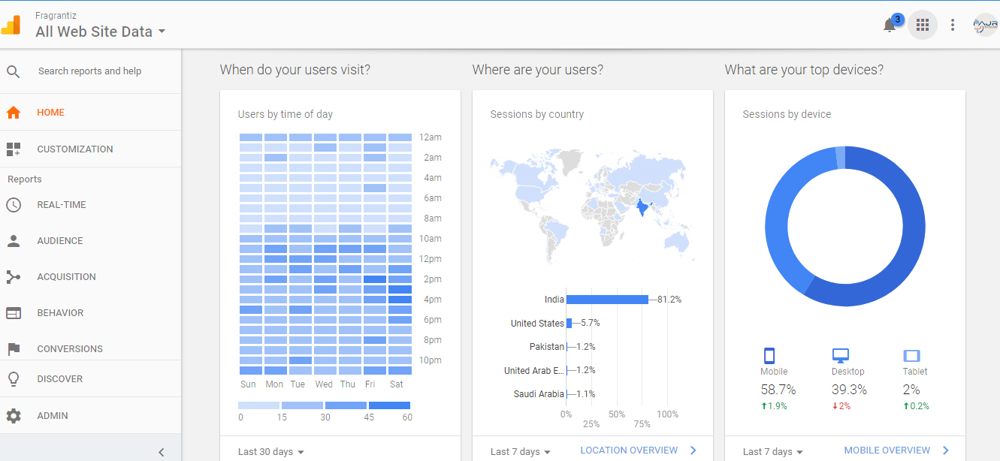 Fragrantiz
All Web Site Data
3
FAJR
Search reports and help
HOME
CUSTOMIZATION
Reports
REAL-TIME
AUDIENCE
ACQUISITION
BEHAVIOR
CONVERSIONS
DISCOVER
ADMIN
When do your users visit?
Users by time of day
12am
2am
4am
6am
8am
10am
12pm
2pm
4pm
6pm
8pm
10pm
Sun Mon Tue Wed Thu Fri Sat
0 15 30 45 60
Last 30 days
Where are your users?
Sessions by country
India 81.2%
United States 5.7%
Pakistan 1.2%
United Arab E... 1.2%
Saudi Arabia 1.1%
0% 50% 100%
25% 75%
Last 7 days LOCATION OVERVIEW
What are your top devices?
Sessions by device
Mobile Desktop Tablet
58.7% 39.3% 2%
1.9% 2% 0.2%
Last 7 days MOBILE OVERVIEW